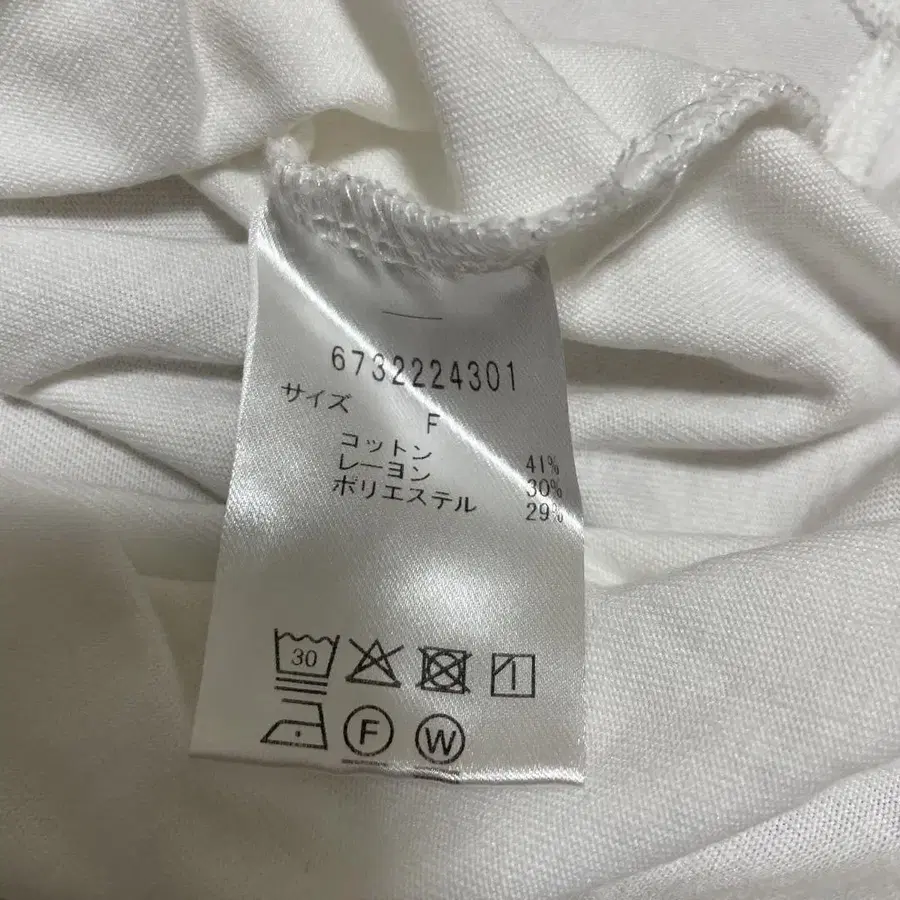 6732224301
サイズ
F
コットン 41%
レーヨン 30%
ポリエステル 29%
30
F W